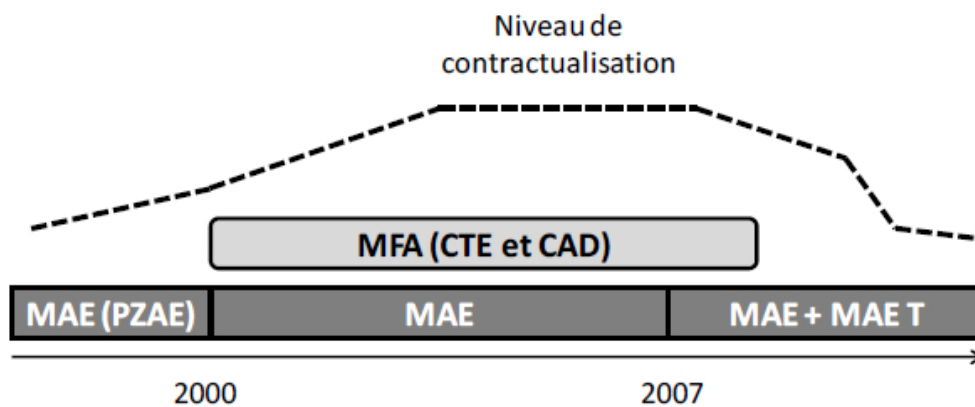 Niveau de
contractualisation
MFA (CTE et CAD)
MAE (PZAE)
MAE
MAE + MAE T
2000
2007